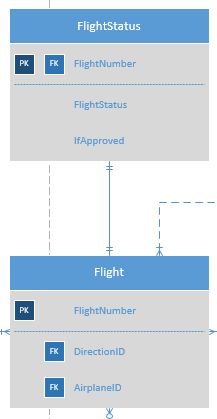 FlightStatus
PK FK FlightNumber
FlightStatus
IfApproved
Flight
PK FlightNumber
FK DirectionID
FK AirplaneID